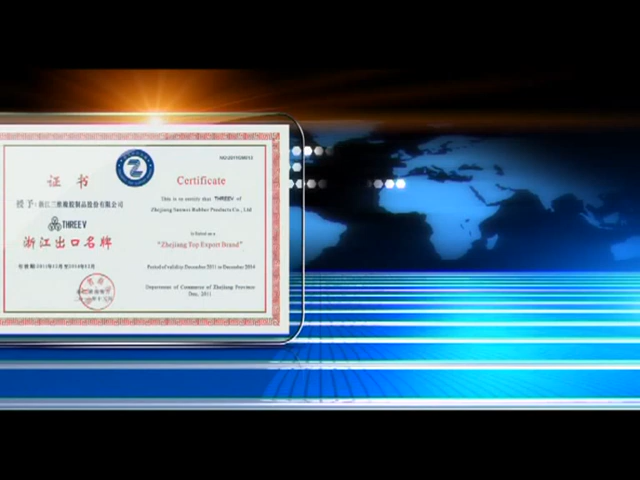 NO:2011G09/13
证 书
授予:浙江三维橡胶制品股份有限公司
THREEV
浙江出口名牌
Certificate
This is to certify that THREEV of
Zhejiang Sanwei Rubber Products Co., Ltd
is listed as a
"Zhejiang Top Export Brand"
Period of validity: December 2011 to December 2014
Department of Commerce of Zhejiang Province
Dec, 2011